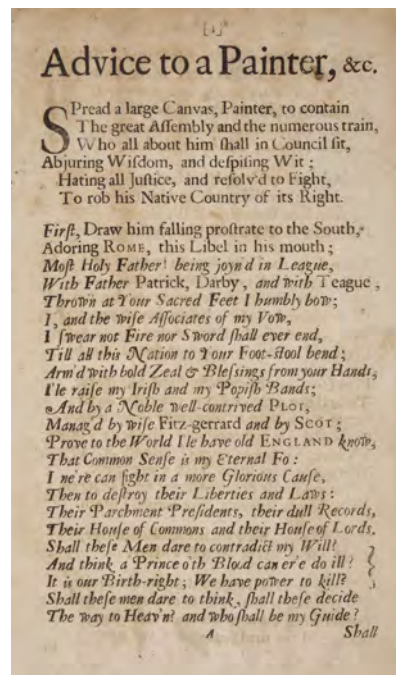 [1]
Advice to a Painter, &c.
SPread a large Canvas, Painter, to contain
The great Aſſembly and the numerous train,
Who all about him ſhall in Council ſit,
Abjuring Wiſdom, and deſpiſing Wit;
Hating all Juſtice, and reſolv'd to Fight,
To rob his Native Country of its Right.
Firſt, Draw him falling proſtrate to the South,
Adoring ROME, this Libel in his mouth;
Moſt Holy Father! being joyn'd in League,
With Father Patrick, Darby, and with Teague,
Thrown at Your Sacred Feet I humbly bow;
I, and the wiſe Aſſociates of my Vow,
I ſwear not Fire nor Sword ſhall ever end,
Till all this Nation to Your Foot-ſtool bend;
Arm'd with bold Zeal & Bleſsings from your Hands,
I'le raiſe my Iriſh and my Popiſh Bands;
And by a Noble well-contrived PLOT,
Manag'd by wiſe Fitz-gerrard and by SCOT;
Prove to the World I le have old ENGLAND know,
That Common Senſe is my Eternal Fo:
I ne're can fight in a more Glorious Cauſe,
Then to deſtroy their Liberties and Laws:
Their Parchment Preſidents, their dull Records,
Their Houſe of Commons and their Houſe of Lords.
Shall theſe Men dare to contradict my Will?
And think a Prince o'th Blood can er'e do ill?
It is our Birth-right; We have power to kill?
Shall theſe men dare to think, ſhall theſe decide
The way to Heav'n? and who ſhall be my Guide?
A Shall